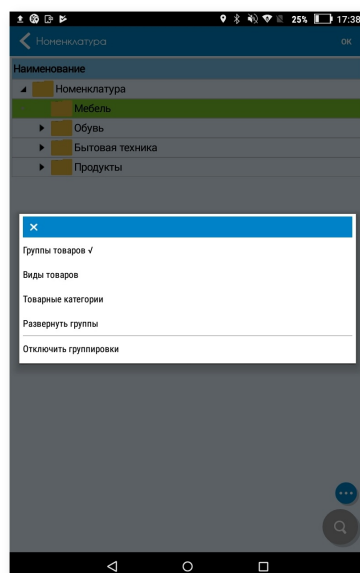 25% 17:38
Номенклатура ок
Наименование
Номенклатура
Мебель
Обувь
Бытовая техника
Продукты
Группы товаров √
Виды товаров
Товарные категории
Развернуть группы
Отключить группировки